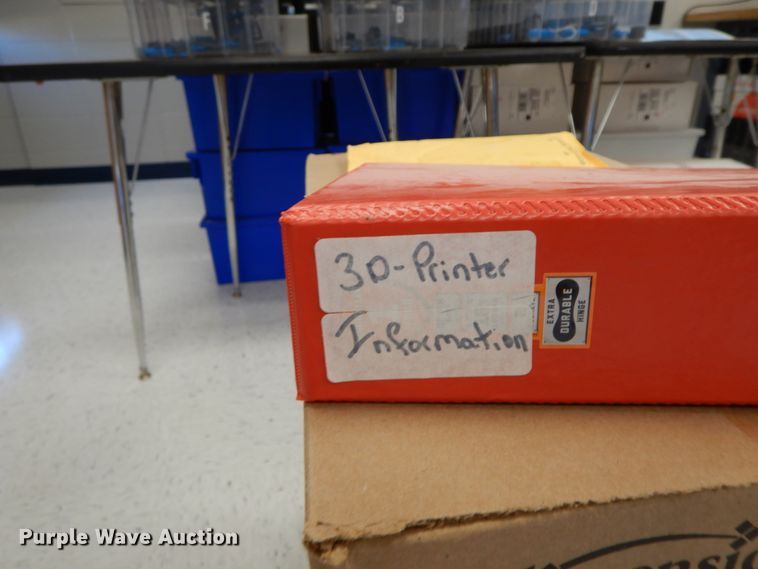 F
B
3D-Printer
Information
EXTRA
DURABLE
HINGE
Purple Wave Auction